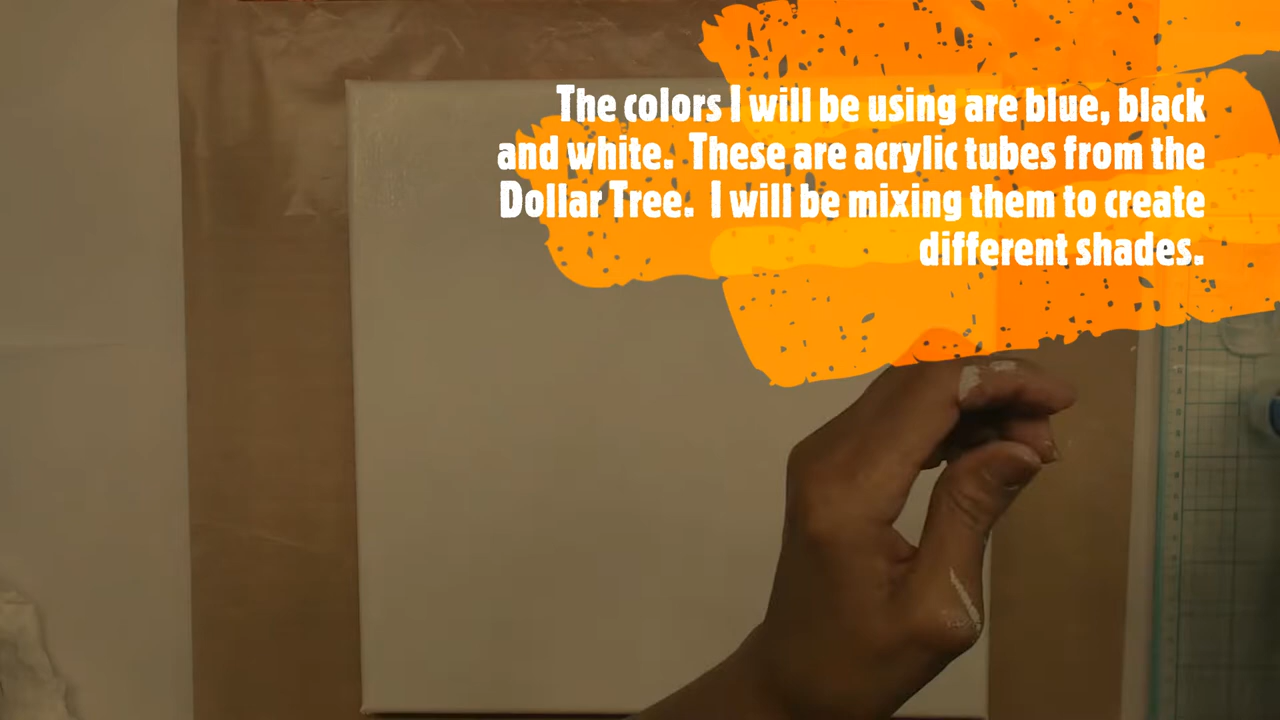 The colors I will be using are blue, black
and white.  These are acrylic tubes from the
Dollar Tree.  I will be mixing them to create
different shades.